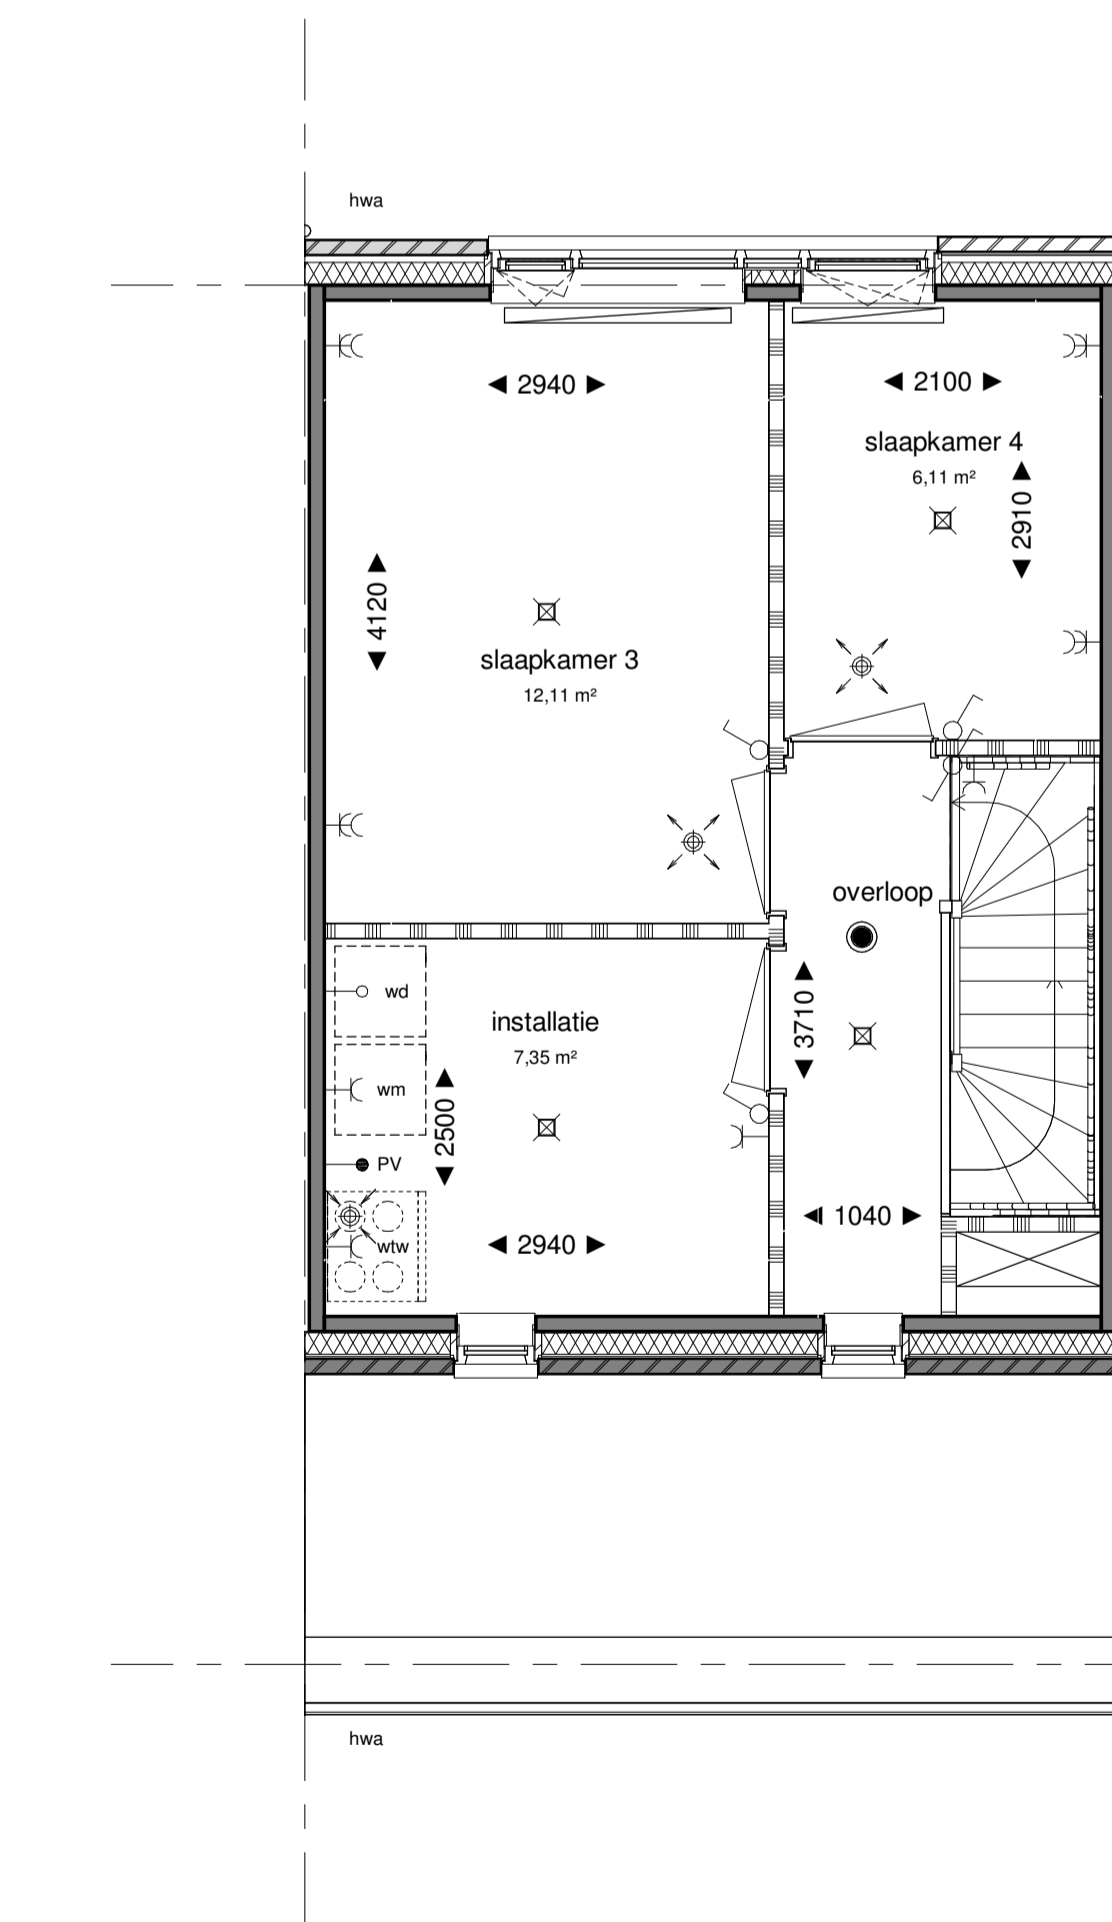 hwa
2940
2100
slaapkamer 4
6,11 m²
2910
4120
slaapkamer 3
12,11 m²
overloop
wd
installatie
7,35 m²
3710
wm
2500
PV
1040
wtw
2940
hwa